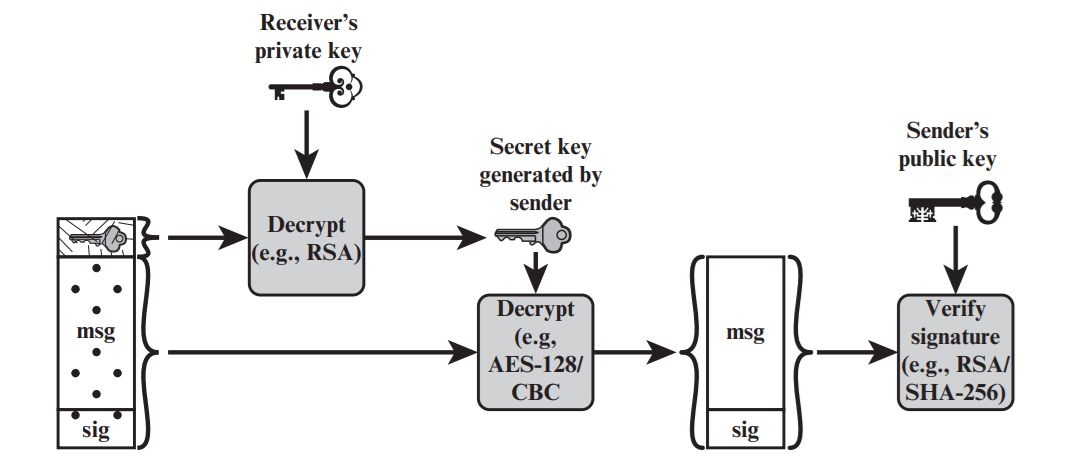 Receiver's
private key
Secret key
generated by
sender
Sender's
public key
Decrypt
(e.g., RSA)
msg
sig
Decrypt
(e.g,
AES-128/
CBC
msg
sig
Verify
signature
(e.g., RSA/
SHA-256)